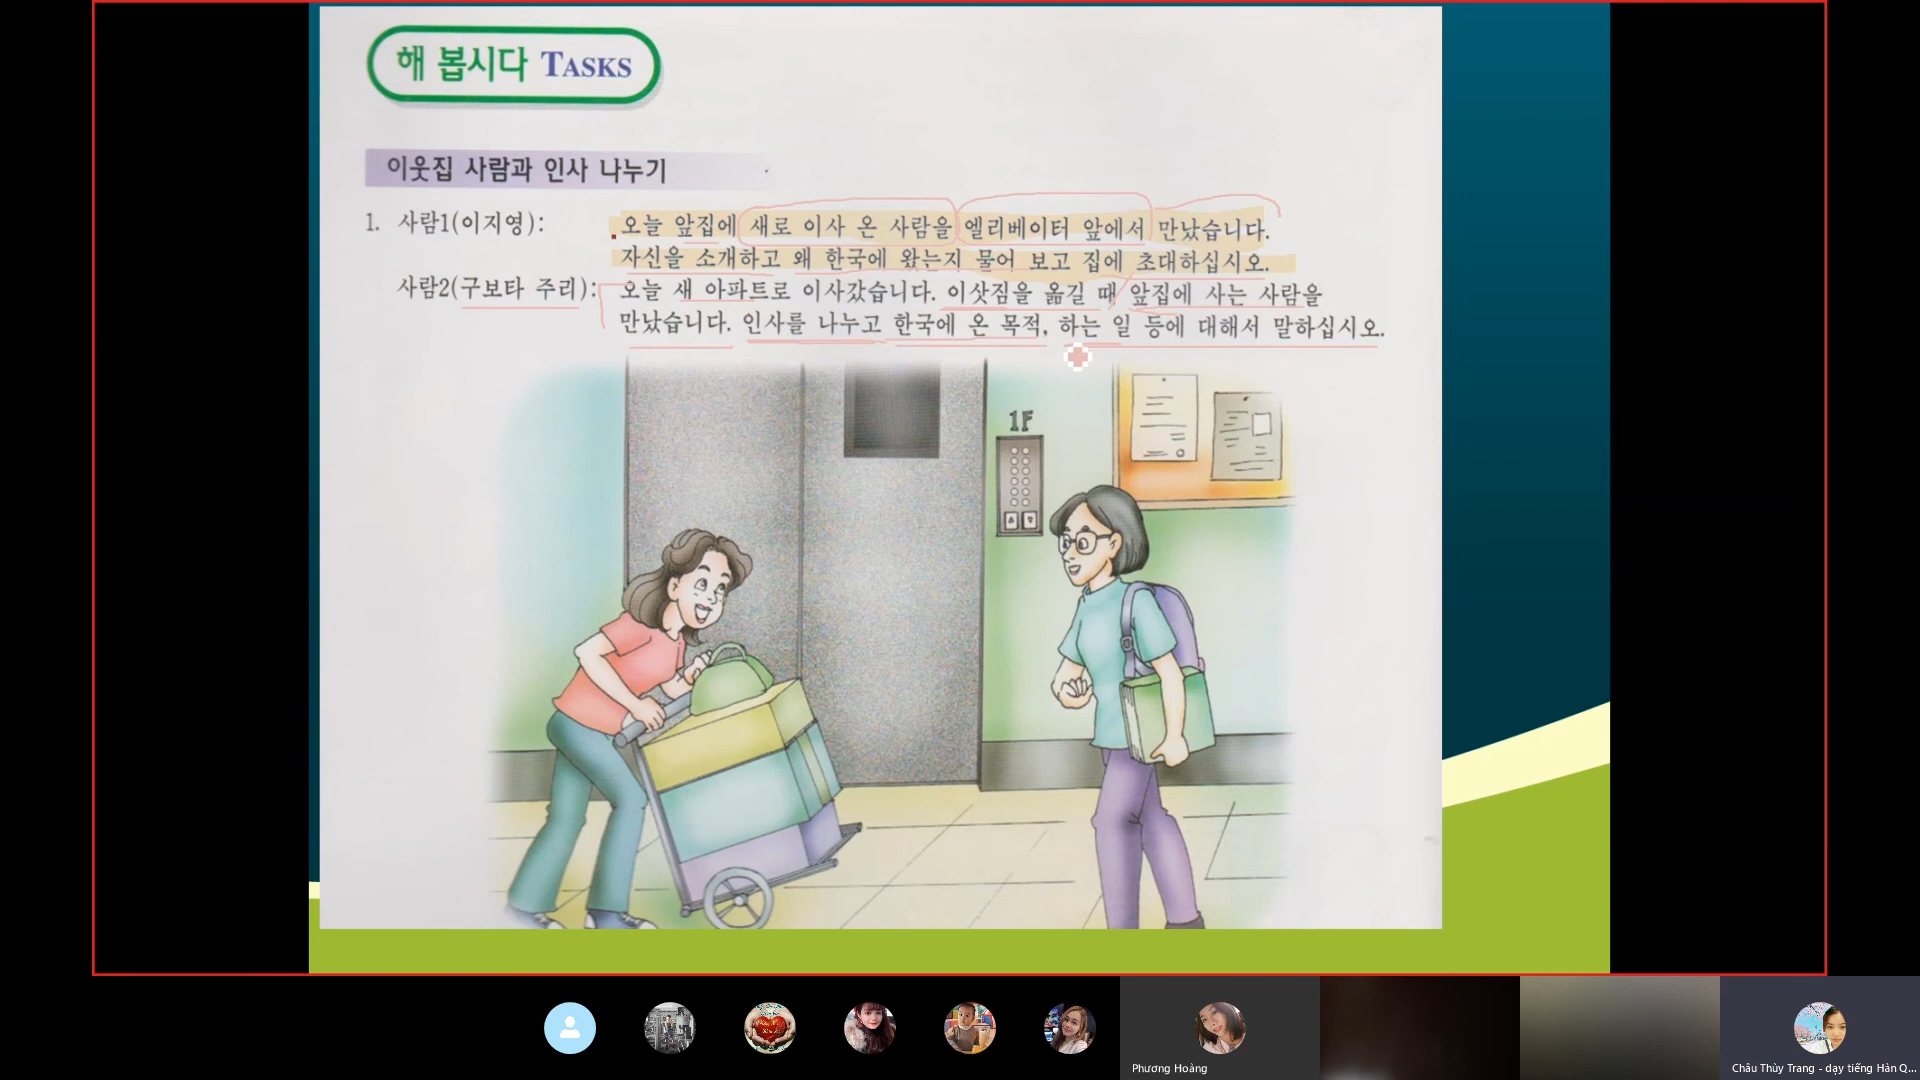 해 봅시다 TASKS
이웃집 사람과 인사 나누기
1. 사람1(이지영): 오늘 앞집에 새로 이사 온 사람을 엘리베이터 앞에서 만났습니다.
자신을 소개하고 왜 한국에 왔는지 물어 보고 집에 초대하십시오.
사람2(구보타 주리): 오늘 새 아파트로 이사갔습니다. 이삿짐을 옮길 때 앞집에 사는 사람을
만났습니다. 인사를 나누고 한국에 온 목적, 하는 일 등에 대해서 말하십시오.
1F
Phương Hoàng
Châu Thùy Trang - dạy tiếng Hàn Q...